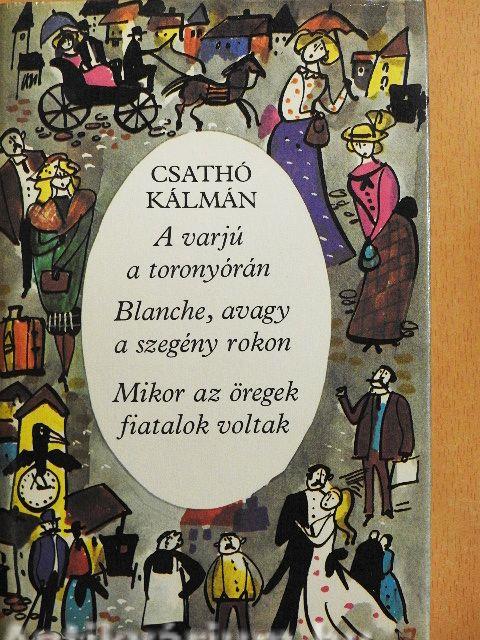 CSATHÓ
KÁLMÁN
A varjú
a toronyórán
Blanche, avagy
a szegény rokon
Mikor az öregek
fiatalok voltak